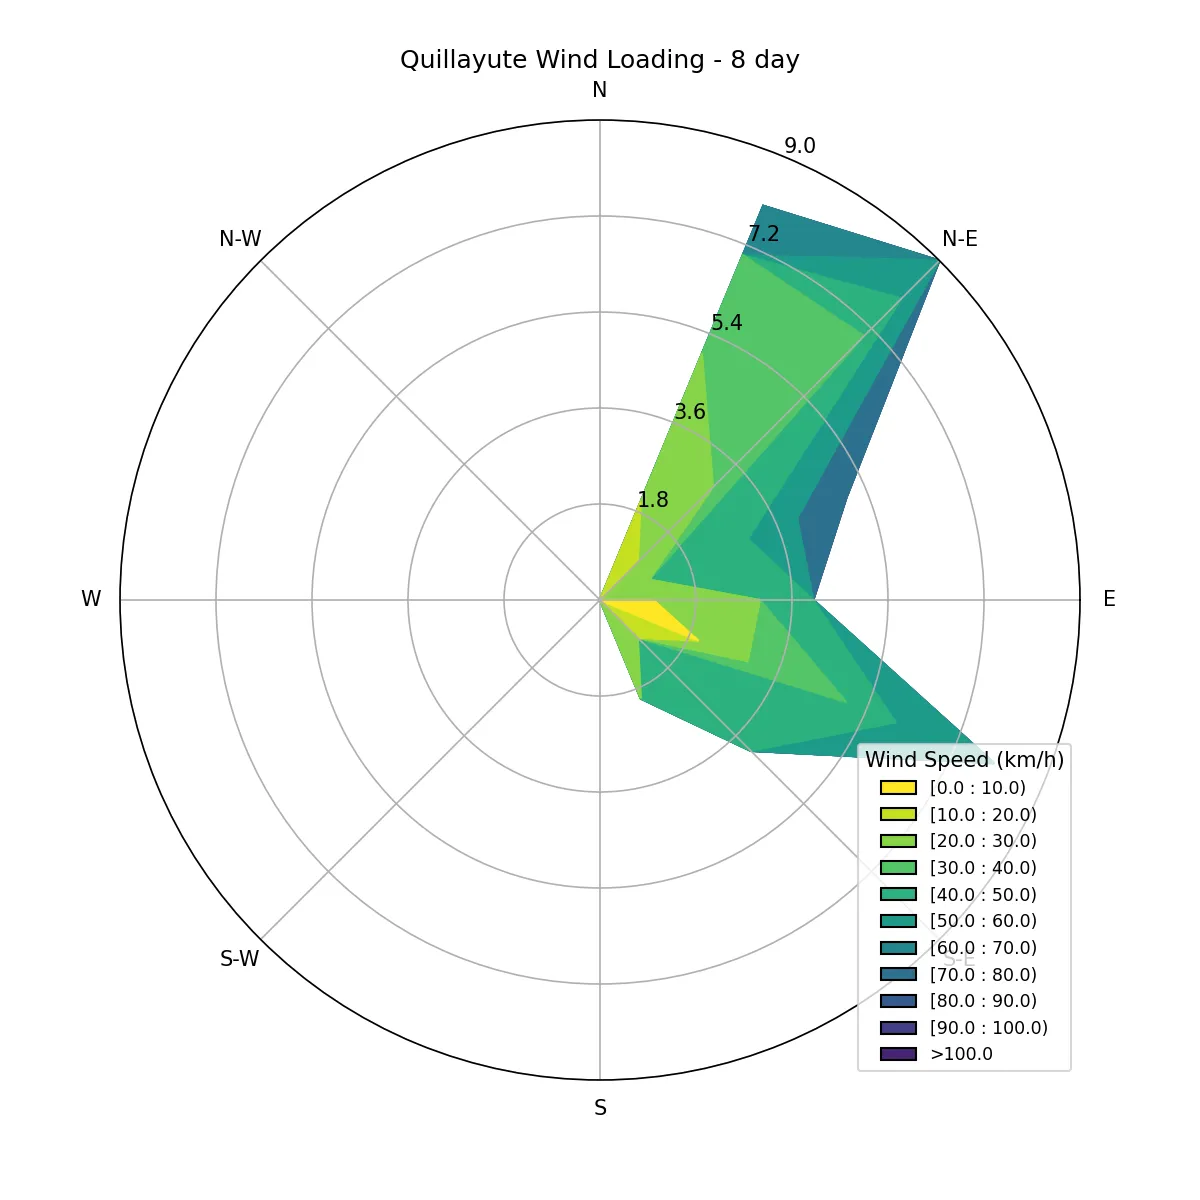 Quillayute Wind Loading - 8 day
N
9.0
N-W
N-E
7.2
5.4
3.6
1.8
W
E
Wind Speed (km/h)
[0.0 : 10.0)
[10.0 : 20.0)
[20.0 : 30.0)
[30.0 : 40.0)
[40.0 : 50.0)
[50.0 : 60.0)
[60.0 : 70.0)
[70.0 : 80.0)
[80.0 : 90.0)
[90.0 : 100.0)
>100.0
S-W
S-E
S